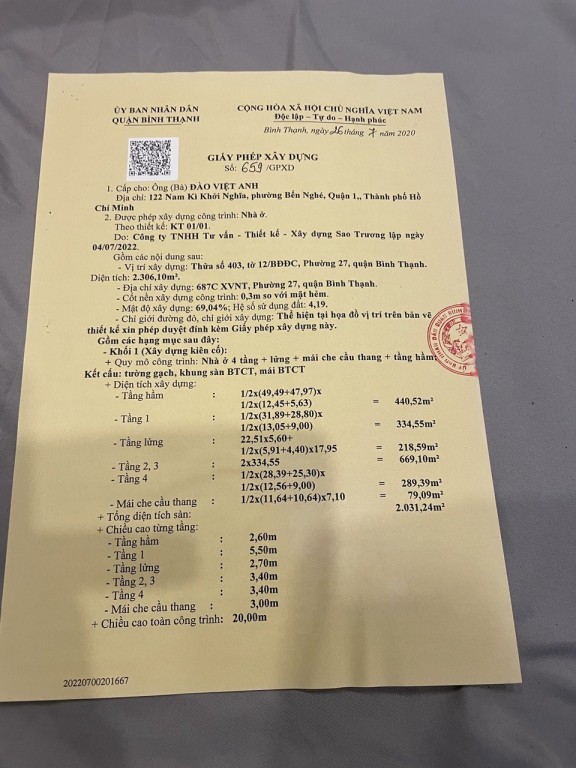 ỦY BAN NHÂN DÂN
QUẬN BÌNH THẠNH
CỘNG HÒA XÃ HỘI CHỦ NGHĨA VIỆT NAM
Độc lập – Tự do – Hạnh phúc
Bình Thạnh, ngày 26 tháng 7 năm 2020
GIẤY PHÉP XÂY DỰNG
Số: 659/GPXD
1. Cấp cho: Ông (Bà) ĐÀO VIỆT ANH
Địa chỉ: 122 Nam Kì Khởi Nghĩa, phường Bến Nghé, Quận 1,, Thành phố Hồ
Chí Minh
2. Được phép xây dựng công trình: Nhà ở.
Theo thiết kế: KT 01/01.
Do: Công ty TNHH Tư vấn - Thiết kế - Xây dựng Sao Trương lập ngày
04/07/2022.
Gồm các nội dung sau:
- Vị trí xây dựng: Thửa số 403, tờ 12/BĐĐC, Phường 27, quận Bình Thạnh.
Diện tích: 2.306,10m².
- Địa chỉ xây dựng: 687C XVNT, Phường 27, quận Bình Thạnh.
- Cốt nền xây dựng công trình: 0,3m so với mặt hẻm.
- Mật độ xây dựng: 69,04%; Hệ số sử dụng đất: 4,19.
- Chỉ giới đường đỏ, chỉ giới xây dựng: Thể hiện tại họa đồ vị trí trên bản vẽ
thiết kế xin phép duyệt đính kèm Giấy phép xây dựng này.
Gồm các hạng mục sau đây:
- Khối 1 (Xây dựng kiên cố):
+ Quy mô công trình: Nhà ở 4 tầng + lửng + mái che cầu thang + tầng hầm;
Kết cấu: tường gạch, khung sàn BTCT, mái BTCT
+ Diện tích xây dựng:
- Tầng hầm : 1/2x(49,49+47,97)x
1/2x(12,45+5,63) = 440,52m²
- Tầng 1 : 1/2x(31,89+28,80)x
1/2x(13,05+9,00) = 334,55m²
- Tầng lửng : 22,51x5,60+
1/2x(5,91+4,40)x17,95 = 218,59m²
- Tầng 2, 3 : 2x334,55 = 669,10m²
- Tầng 4 : 1/2x(28,39+25,30)x
1/2x(12,56+9,00) = 289,39m²
- Mái che cầu thang : 1/2x(11,64+10,64)x7,10 = 79,09m²
+ Tổng diện tích sàn: 2.031,24m²
+ Chiều cao từng tầng:
- Tầng hầm : 2,60m
- Tầng 1 : 5,50m
- Tầng lửng : 2,70m
- Tầng 2, 3 : 3,40m
- Tầng 4 : 3,40m
- Mái che cầu thang : 3,00m
+ Chiều cao toàn công trình: 20,00m
20220700201667